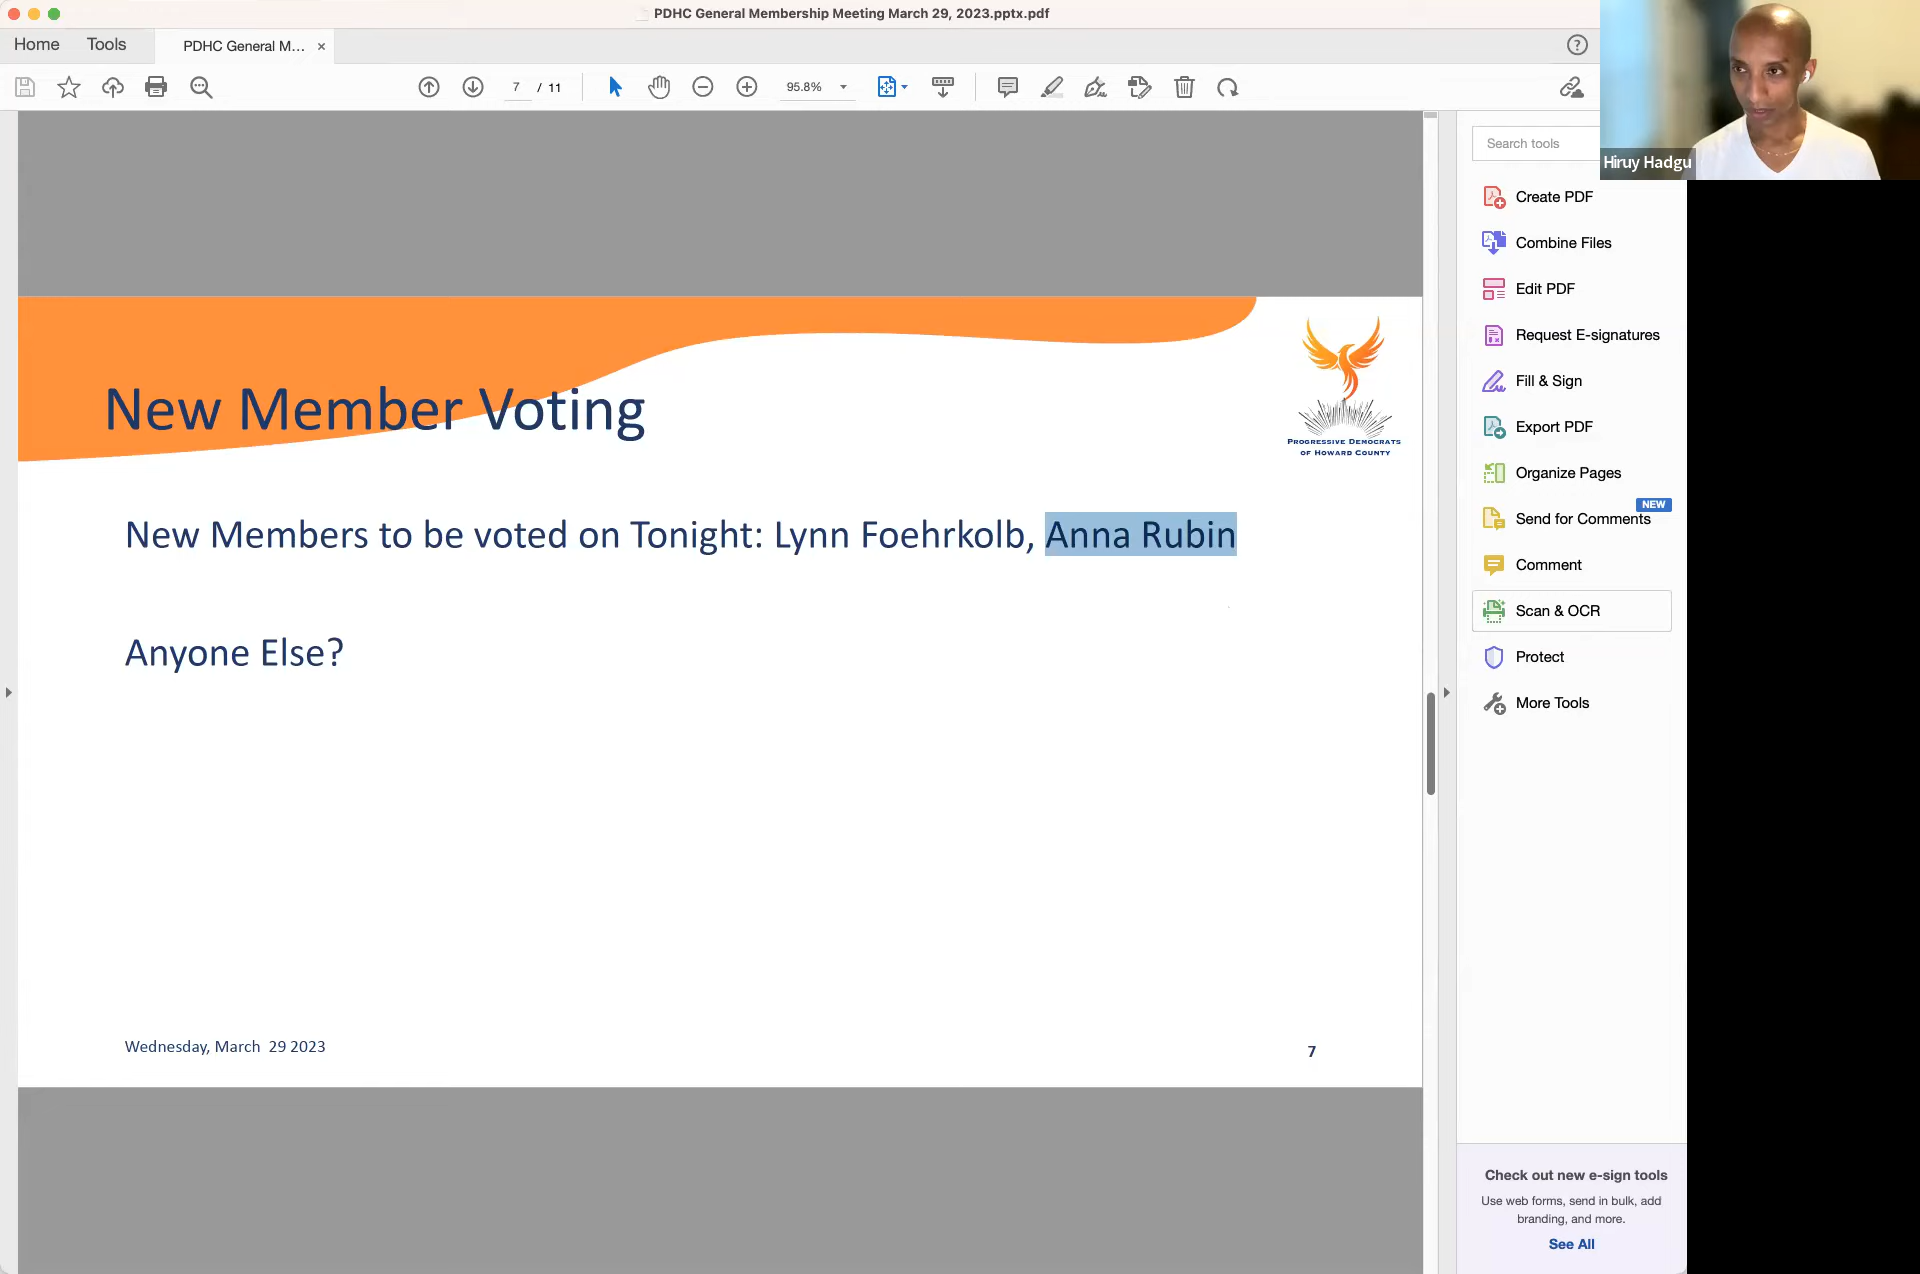 PDHC General Membership Meeting March 29, 2023.pptx.pdf
Home Tools PDHC General M... ×
7 / 11 95.8%
Hiruy Hadgu
Search tools
Create PDF
Combine Files
Edit PDF
Request E-signatures
Fill & Sign
Export PDF
Organize Pages
NEW
Send for Comments
Comment
Scan & OCR
Protect
More Tools
Check out new e-sign tools
Use web forms, send in bulk, add
branding, and more.
See All
New Member Voting
Progressive Democrats
of Howard County
New Members to be voted on Tonight: Lynn Foehrkolb, Anna Rubin
Anyone Else?
Wednesday, March 29 2023
7